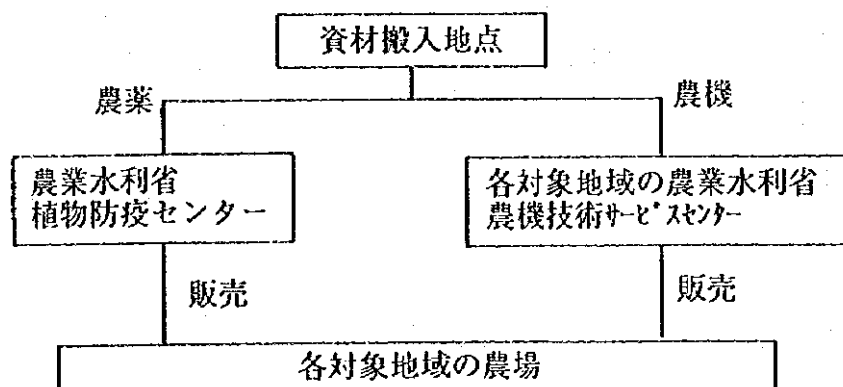 資材搬入地点
農薬
農機
農業水利省
植物防疫センター
各対象地域の農業水利省
農機技術サービスセンター
販売
販売
各対象地域の農場